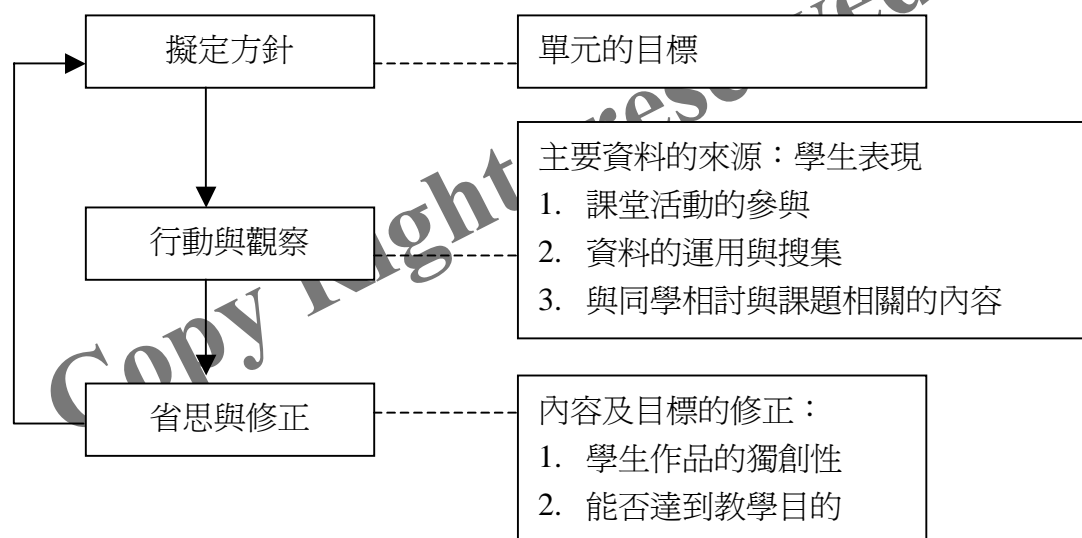 擬定方針
單元的目標
主要資料的來源：學生表現
1. 課堂活動的參與
行動與觀察
2. 資料的運用與搜集
3. 與同學相討與課題相關的內容
省思與修正
內容及目標的修正：
1. 學生作品的獨創性
2. 能否達到教學目的
Copy Right reserved